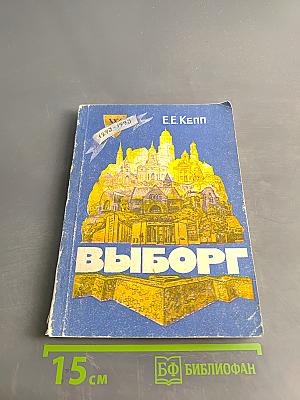 1293-1993
Е.Е.Кепп
ВЫБОРГ
15 см
БФ БИБЛИОФАН